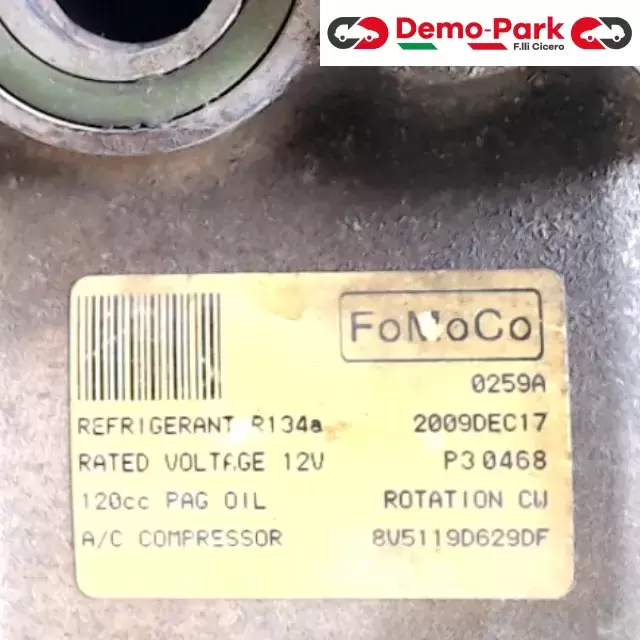 Demo-Park
F.lli Cicero
FoMoCo
0259A
REFRIGERANT R134a 2009DEC17
RATED VOLTAGE 12V P30468
120cc PAG OIL ROTATION CW
A/C COMPRESSOR 8V5119D629DF